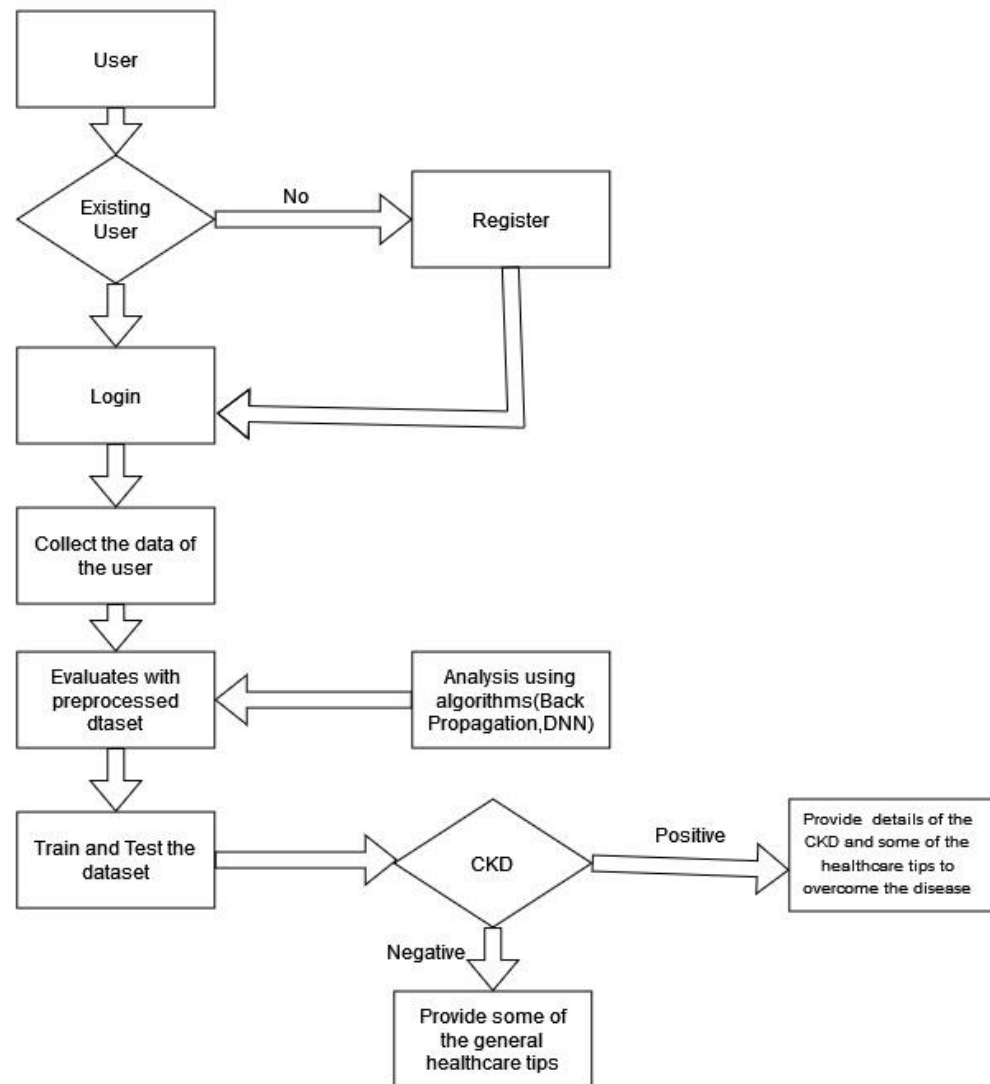 User
Existing
User
No
Register
Login
Collect the data of
the user
Evaluates with
preprocessed
dtaset
Analysis using
algorithms(Back
Propagation,DNN)
Train and Test the
dataset
CKD
Positive
Provide details of the
CKD and some of the
healthcare tips to
overcome the disease
Negative
Provide some of
the general
healthcare tips